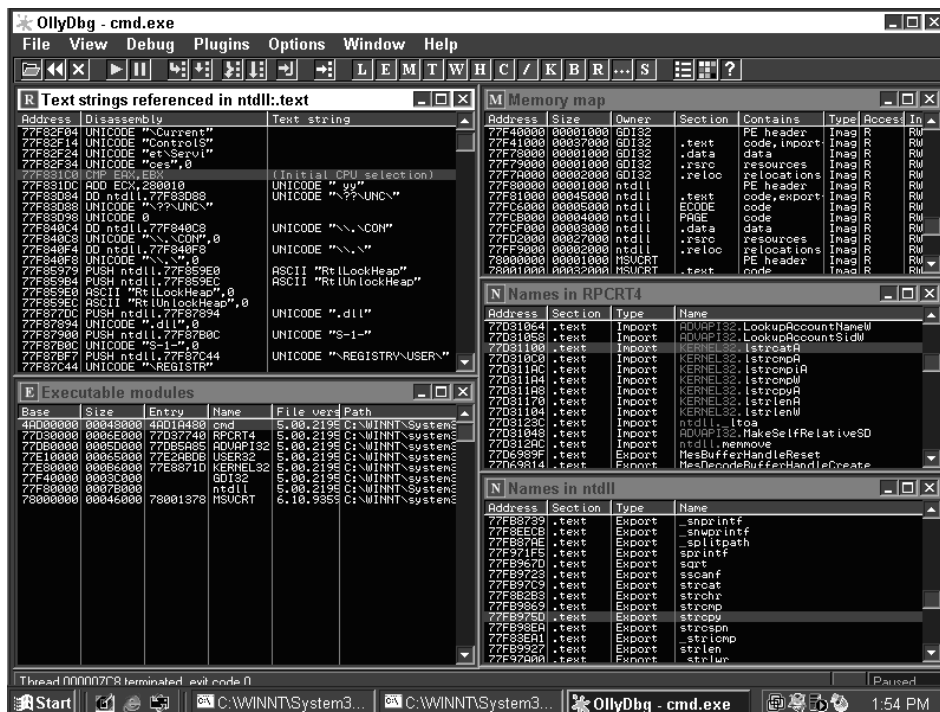 OllyDbg - cmd.exe
File View Debug Plugins Options Window Help
L E M T W H C / K B R ... S ?
R Text strings referenced in ntdll:.text
Address Disassembly Text string
77F82F04 UNICODE "\Current"
77F82F14 UNICODE "ControlS"
77F82F24 UNICODE "et\Servi"
77F82F34 UNICODE "ces",0
77F831C0 CMP EAX,EBX (Initial CPU selection)
77F831DC ADD ECX,280010 UNICODE " yy"
77F83D84 DD ntdll.77F83D88 UNICODE "\??\UNC\"
77F83D88 UNICODE "\??\UNC\"
77F83D98 UNICODE 0
77F840C4 DD ntdll.77F840C8 UNICODE "\\.\CON"
77F840C8 UNICODE "\\.\CON",0
77F840F4 DD ntdll.77F840F8 UNICODE "\\.\"
77F840F8 UNICODE "\\.\",0
77F85979 PUSH ntdll.77F859E0 ASCII "RtlLockHeap"
77F859B4 PUSH ntdll.77F859EC ASCII "RtlUnlockHeap"
77F859E0 ASCII "RtlLockHeap",0
77F859EC ASCII "RtlUnlockHeap",0
77F877DC PUSH ntdll.77F87894 UNICODE ".dll"
77F87894 UNICODE ".dll",0
77F87900 PUSH ntdll.77F87B0C UNICODE "S-1-"
77F87B0C UNICODE "S-1-",0
77F87BF7 PUSH ntdll.77F87C44 UNICODE "\REGISTRY\USER\"
77F87C44 UNICODE "\REGISTR"
E Executable modules
Base Size Entry Name File vers Path
4AD00000 00048000 4AD1A480 cmd 5.00.2195 C:\WINNT\System3
77D30000 0006E000 77D37740 RPCRT4 5.00.2195 C:\WINNT\system3
77DB0000 0005D000 77DB5A85 ADVAPI32 5.00.2195 C:\WINNT\system3
77E10000 00065000 77E2ABDB USER32 5.00.2195 C:\WINNT\system3
77E80000 000B6000 77E8871D KERNEL32 5.00.2195 C:\WINNT\system3
77F40000 0003C000 GDI32 5.00.2195 C:\WINNT\system3
77F80000 0007B000 ntdll 5.00.2195 C:\WINNT\System3
78000000 00046000 78001378 MSVCRT 6.10.9359 C:\WINNT\system3
M Memory map
Address Size Owner Section Contains Type Access In
77F40000 00001000 GDI32 PE header Imag R RW
77F41000 00037000 GDI32 .text code,import Imag R RW
77F78000 00001000 GDI32 .data data Imag R RW
77F79000 00001000 GDI32 .rsrc resources Imag R RW
77F7A000 00002000 GDI32 .reloc relocations Imag R RW
77F80000 00001000 ntdll PE header Imag R RW
77F81000 00045000 ntdll .text code,export Imag R RW
77FC6000 00005000 ntdll ECODE code Imag R RW
77FCB000 00004000 ntdll PAGE code Imag R RW
77FCF000 00003000 ntdll .data data Imag R RW
77FD2000 00027000 ntdll .rsrc resources Imag R RW
77FF9000 00002000 ntdll .reloc relocations Imag R RW
78000000 00001000 MSVCRT PE header Imag R RW
78001000 00032000 MSVCRT .text code Imag R RW
N Names in RPCRT4
Address Section Type Name
77D31064 .text Import ADVAPI32.LookupAccountNameW
77D31058 .text Import ADVAPI32.LookupAccountSidW
77D31100 .text Import KERNEL32.lstrcatA
77D310C0 .text Import KERNEL32.lstrcmpA
77D311AC .text Import KERNEL32.lstrcmpiA
77D311A4 .text Import KERNEL32.lstrcmpW
77D311A8 .text Import KERNEL32.lstrcpyA
77D31170 .text Import KERNEL32.lstrlenA
77D31104 .text Import KERNEL32.lstrlenW
77D3123C .text Import ntdll._ltoa
77D31048 .text Import ADVAPI32.MakeSelfRelativeSD
77D31204 .text Import ntdll.memmove
77D6989F .text Export MesBufferHandleReset
77D69814 .text Export MesDecodeBufferHandleCreate
N Names in ntdll
Address Section Type Name
77FB8739 .text Export _snprintf
77F8EECB .text Export _snwprintf
77FB87AE .text Export _splitpath
77F971F5 .text Export sprintf
77FB967D .text Export sqrt
77FB9723 .text Export sscanf
77FB97C9 .text Export strcat
77F8B2B3 .text Export strchr
77FB9869 .text Export strcmp
77FB975D .text Export strcpy
77FB98EA .text Export strcspn
77F83EA1 .text Export _stricmp
77FB9927 .text Export strlen
77F97A00 .text Export _strlwr
Thread 000007C8 terminated, exit code 0 Paused
Start C:\WINNT\System3... C:\WINNT\System3... OllyDbg - cmd.exe 1:54 PM